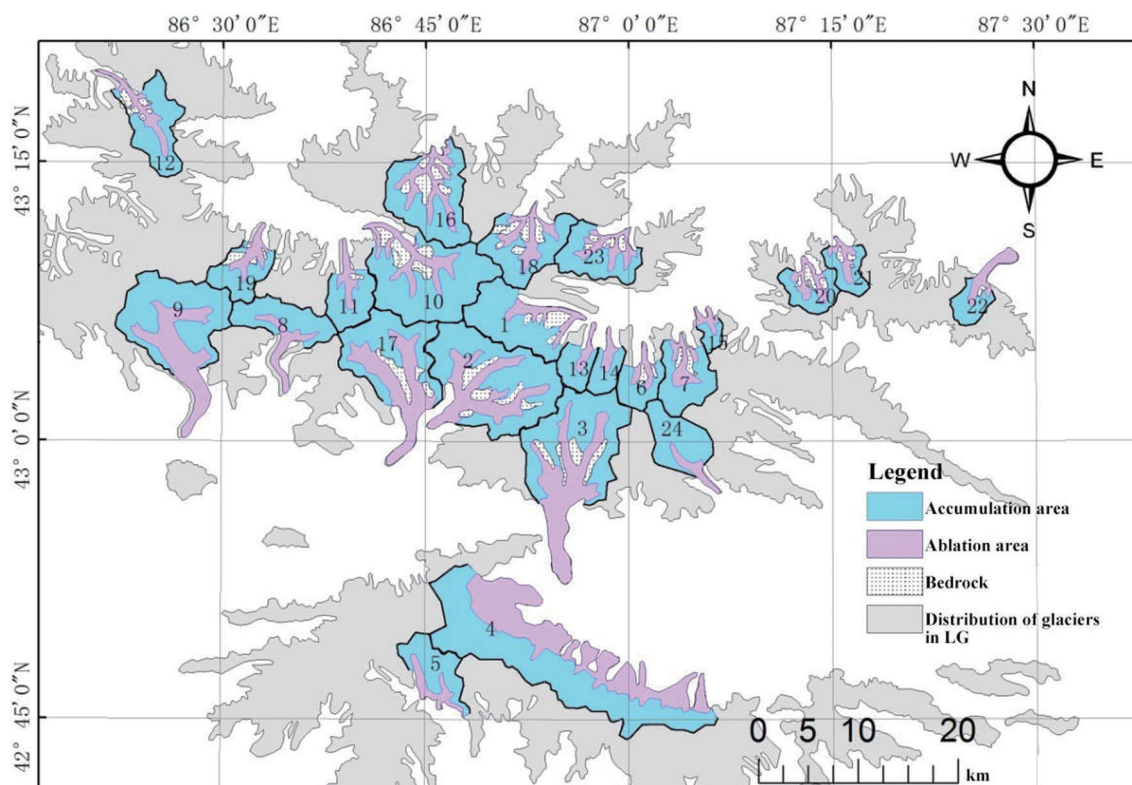 86° 30′ 0″E
86° 45′ 0″E
87° 0′ 0″E
87° 15′ 0″E
87° 30′ 0″E
43° 15′ 0″N
43° 0′ 0″N
42° 45′ 0″N
N
W
E
S
12
16
18
23
19
11
10
9
8
1
17
2
13
14
6
7
15
20
21
22
3
24
4
5
Legend
Accumulation area
Ablation area
Bedrock
Distribution of glaciers
in LG
0 5 10 20
km